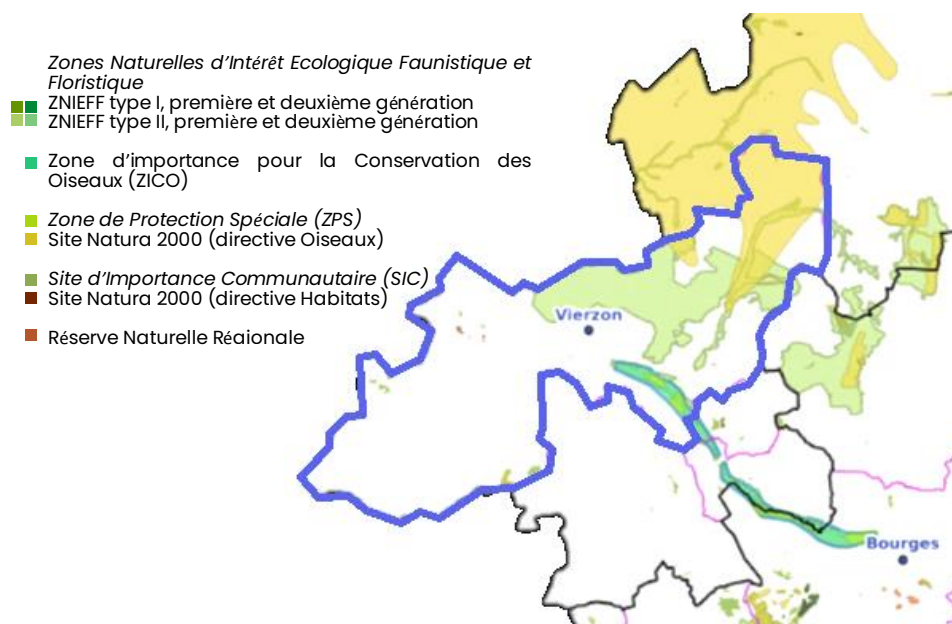 Zones Naturelles d'Intérêt Ecologique Faunistique et
Floristique
ZNIEFF type I, première et deuxième génération
ZNIEFF type II, première et deuxième génération
Zone d'importance pour la Conservation des
Oiseaux (ZICO)
Zone de Protection Spéciale (ZPS)
Site Natura 2000 (directive Oiseaux)
Site d'Importance Communautaire (SIC)
Site Natura 2000 (directive Habitats)
Réserve Naturelle Réaionale
Vierzon
Bourges